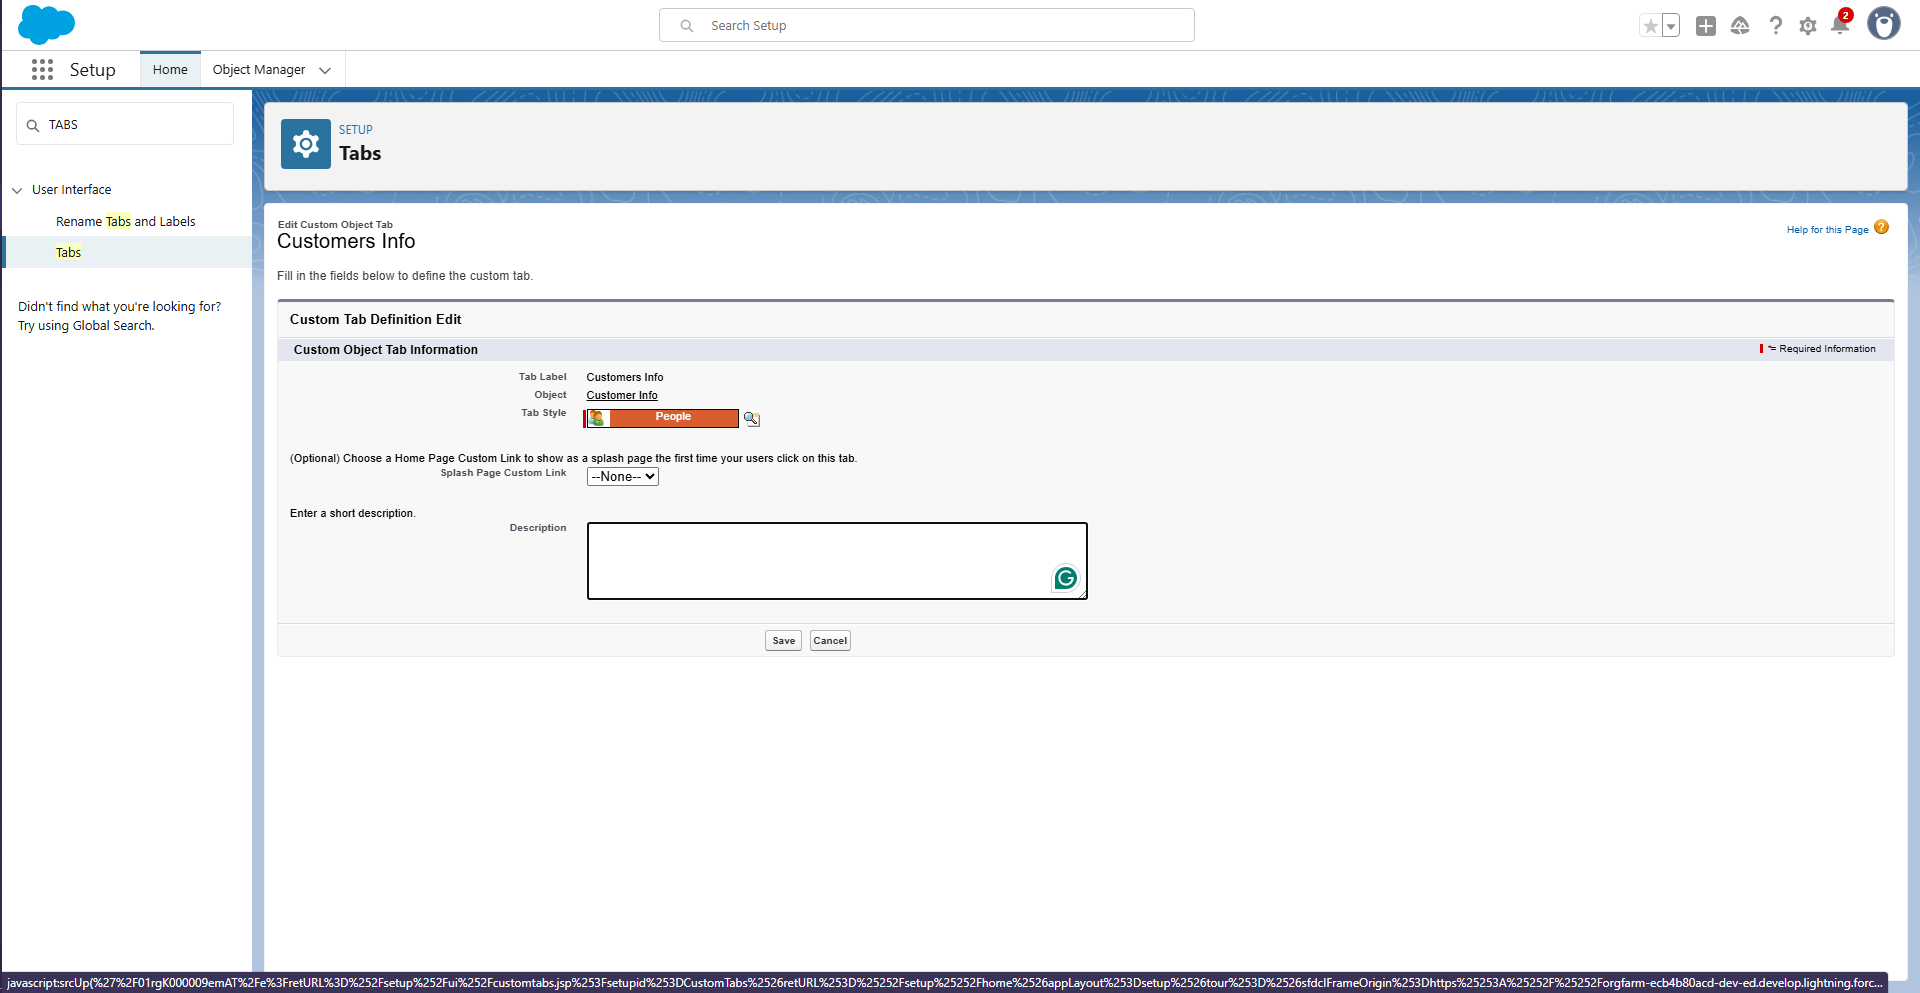 Search Setup
2
Setup
Home
Object Manager
TABS
User Interface
Rename Tabs and Labels
Tabs
Didn't find what you're looking for?
Try using Global Search.
SETUP
Tabs
Edit Custom Object Tab
Customers Info
Help for this Page
Fill in the fields below to define the custom tab.
Custom Tab Definition Edit
Custom Object Tab Information
*= Required Information
Tab Label Customers Info
Object Customer Info
Tab Style People
(Optional) Choose a Home Page Custom Link to show as a splash page the first time your users click on this tab.
Splash Page Custom Link --None--
Enter a short description.
Description
Save Cancel
javascript:srcUp(%27%2F01rgK000009emAT%2Fe%3FretURL%3D%252Fsetup%252Fui%252Fcustomtabs.jsp%253Fsetupid%253DCustomTabs%2526retURL%253D%25252Fsetup%25252Fhome%2526appLayout%253Dsetup%2526tour%253D%2526sfdcIFrameOrigin%253Dhttps%25253A%25252F%25252Forgfarm-ecb4b80acd-dev-ed.develop.lightning.forc...